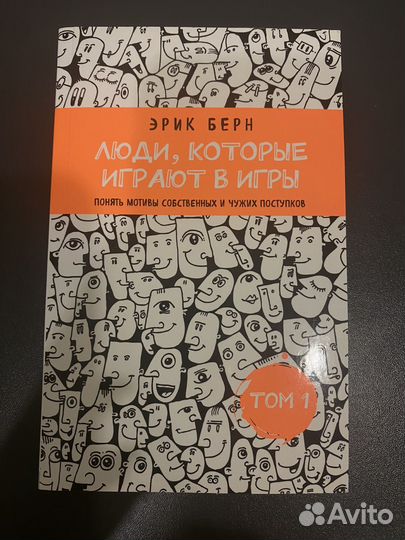 ЭРИК БЕРН
ЛЮДИ, КОТОРЫЕ
ИГРАЮТ В ИГРЫ
ПОНЯТЬ МОТИВЫ СОБСТВЕННЫХ И ЧУЖИХ ПОСТУПКОВ
ТОМ 1
Avito